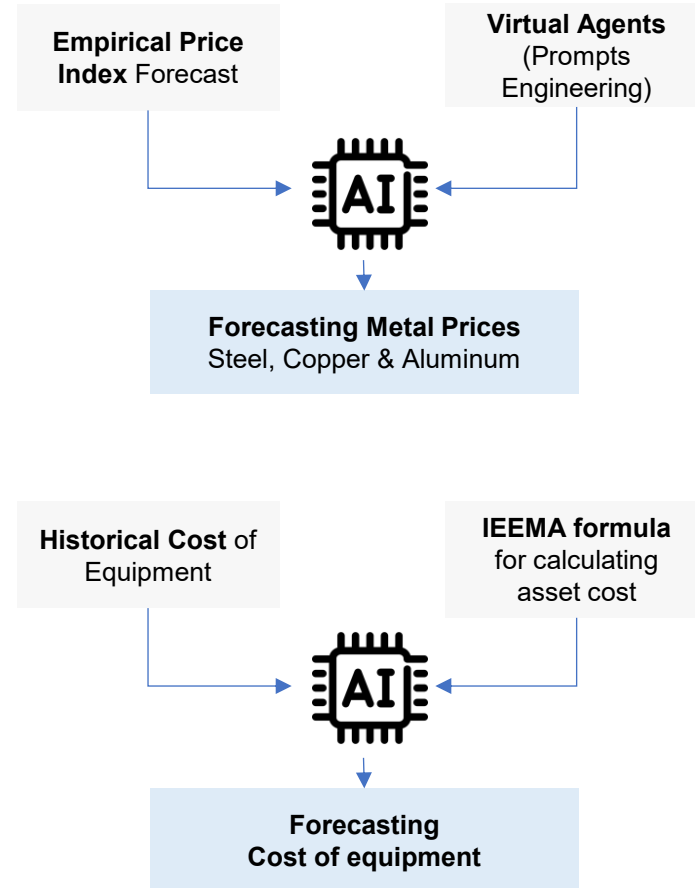 Empirical Price
Index Forecast
Virtual Agents
(Prompts
Engineering)
AI
Forecasting Metal Prices
Steel, Copper & Aluminum
Historical Cost of
Equipment
IEEMA formula
for calculating
asset cost
AI
Forecasting
Cost of equipment